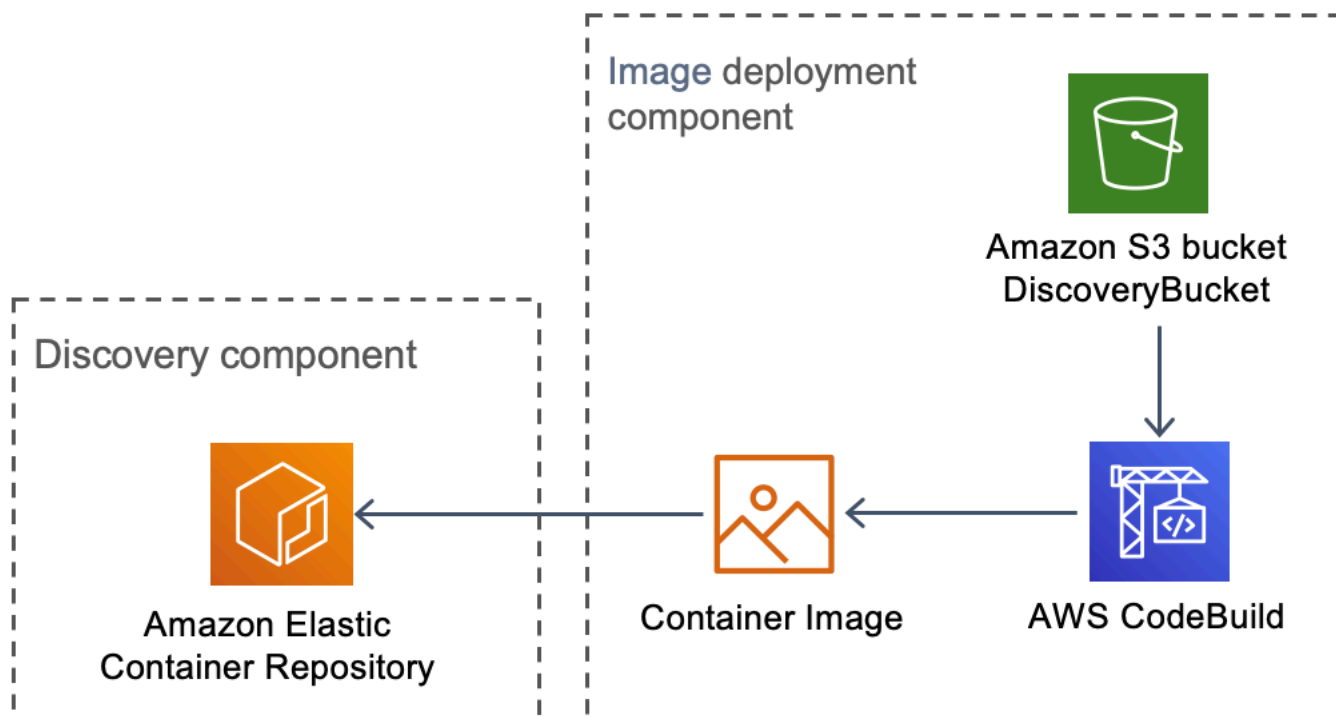 Image deployment
component
Amazon S3 bucket
DiscoveryBucket
Discovery component
Amazon Elastic
Container Repository
Container Image
AWS CodeBuild
</>